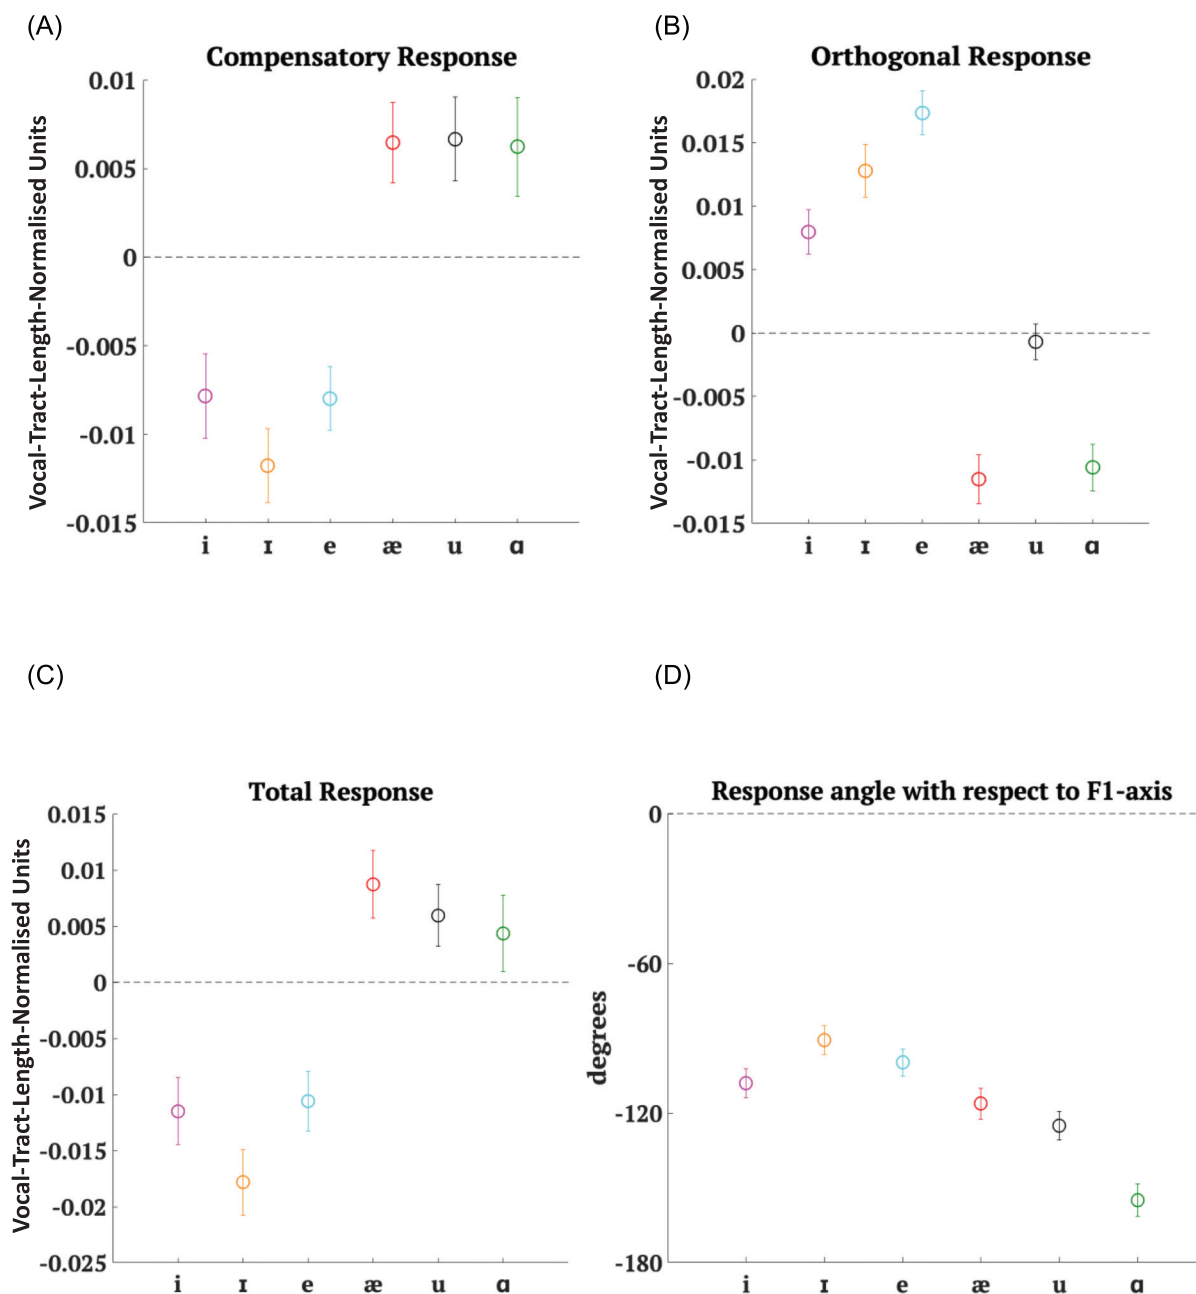 (A)
Compensatory Response
Vocal-Tract-Length-Normalised Units
0.01
0.005
0
-0.005
-0.01
-0.015
i ɪ e æ u ɑ
(B)
Orthogonal Response
Vocal-Tract-Length-Normalised Units
0.02
0.015
0.01
0.005
0
-0.005
-0.01
-0.015
i ɪ e æ u ɑ
(C)
Total Response
Vocal-Tract-Length-Normalised Units
0.015
0.01
0.005
0
-0.005
-0.01
-0.015
-0.02
-0.025
i ɪ e æ u ɑ
(D)
Response angle with respect to F1-axis
degrees
0
-60
-120
-180
i ɪ e æ u ɑ